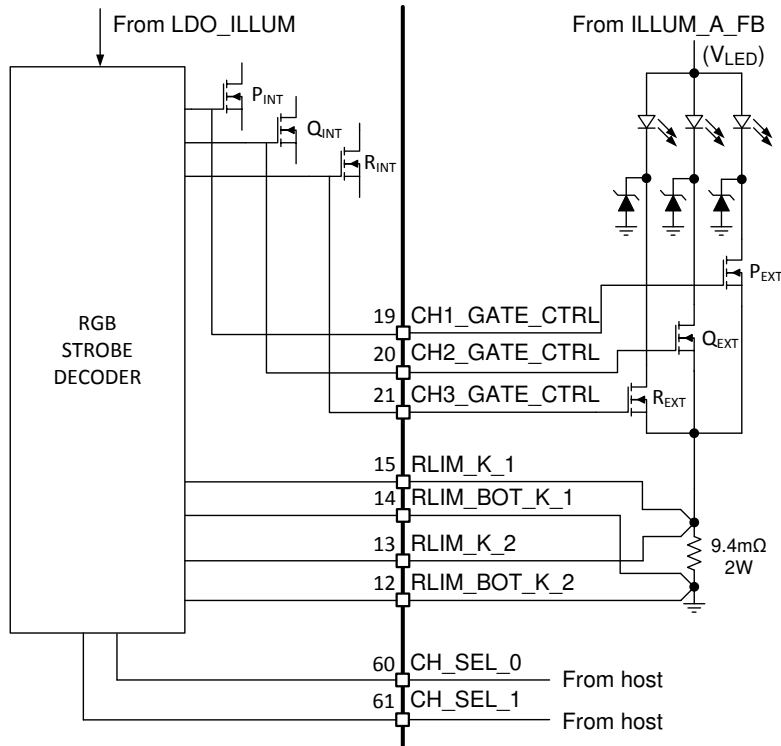 From LDO_ILLUM
From ILLUM_A_FB
(VLED)
PINT
QINT
RINT
RGB
STROBE
DECODER
PEXT
19 CH1_GATE_CTRL
QEXT
20 CH2_GATE_CTRL
REXT
21 CH3_GATE_CTRL
15 RLIM_K_1
14 RLIM_BOT_K_1
13 RLIM_K_2
9.4mΩ
2W
12 RLIM_BOT_K_2
60 CH_SEL_0
From host
61 CH_SEL_1
From host